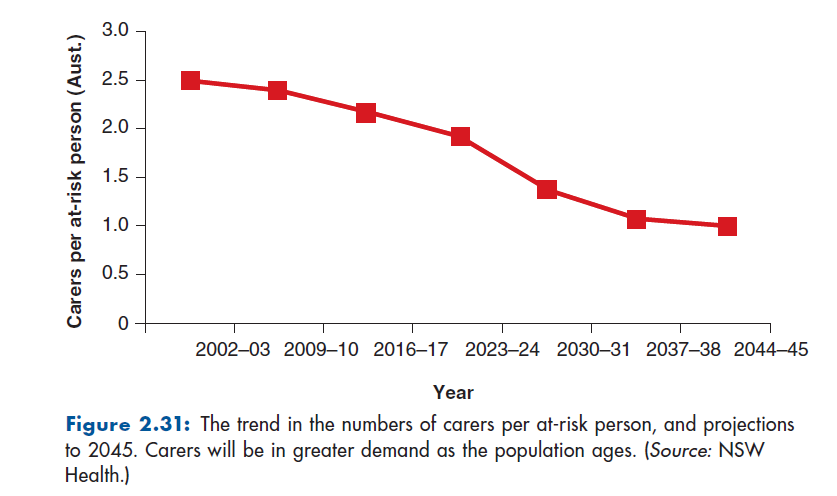 Carers per at-risk person (Aust.)
3.0
2.5
2.0
1.5
1.0
0.5
0
2002–03 2009–10 2016–17 2023–24 2030–31 2037–38 2044–45
Year
Figure 2.31: The trend in the numbers of carers per at-risk person, and projections
to 2045. Carers will be in greater demand as the population ages. (Source: NSW
Health.)